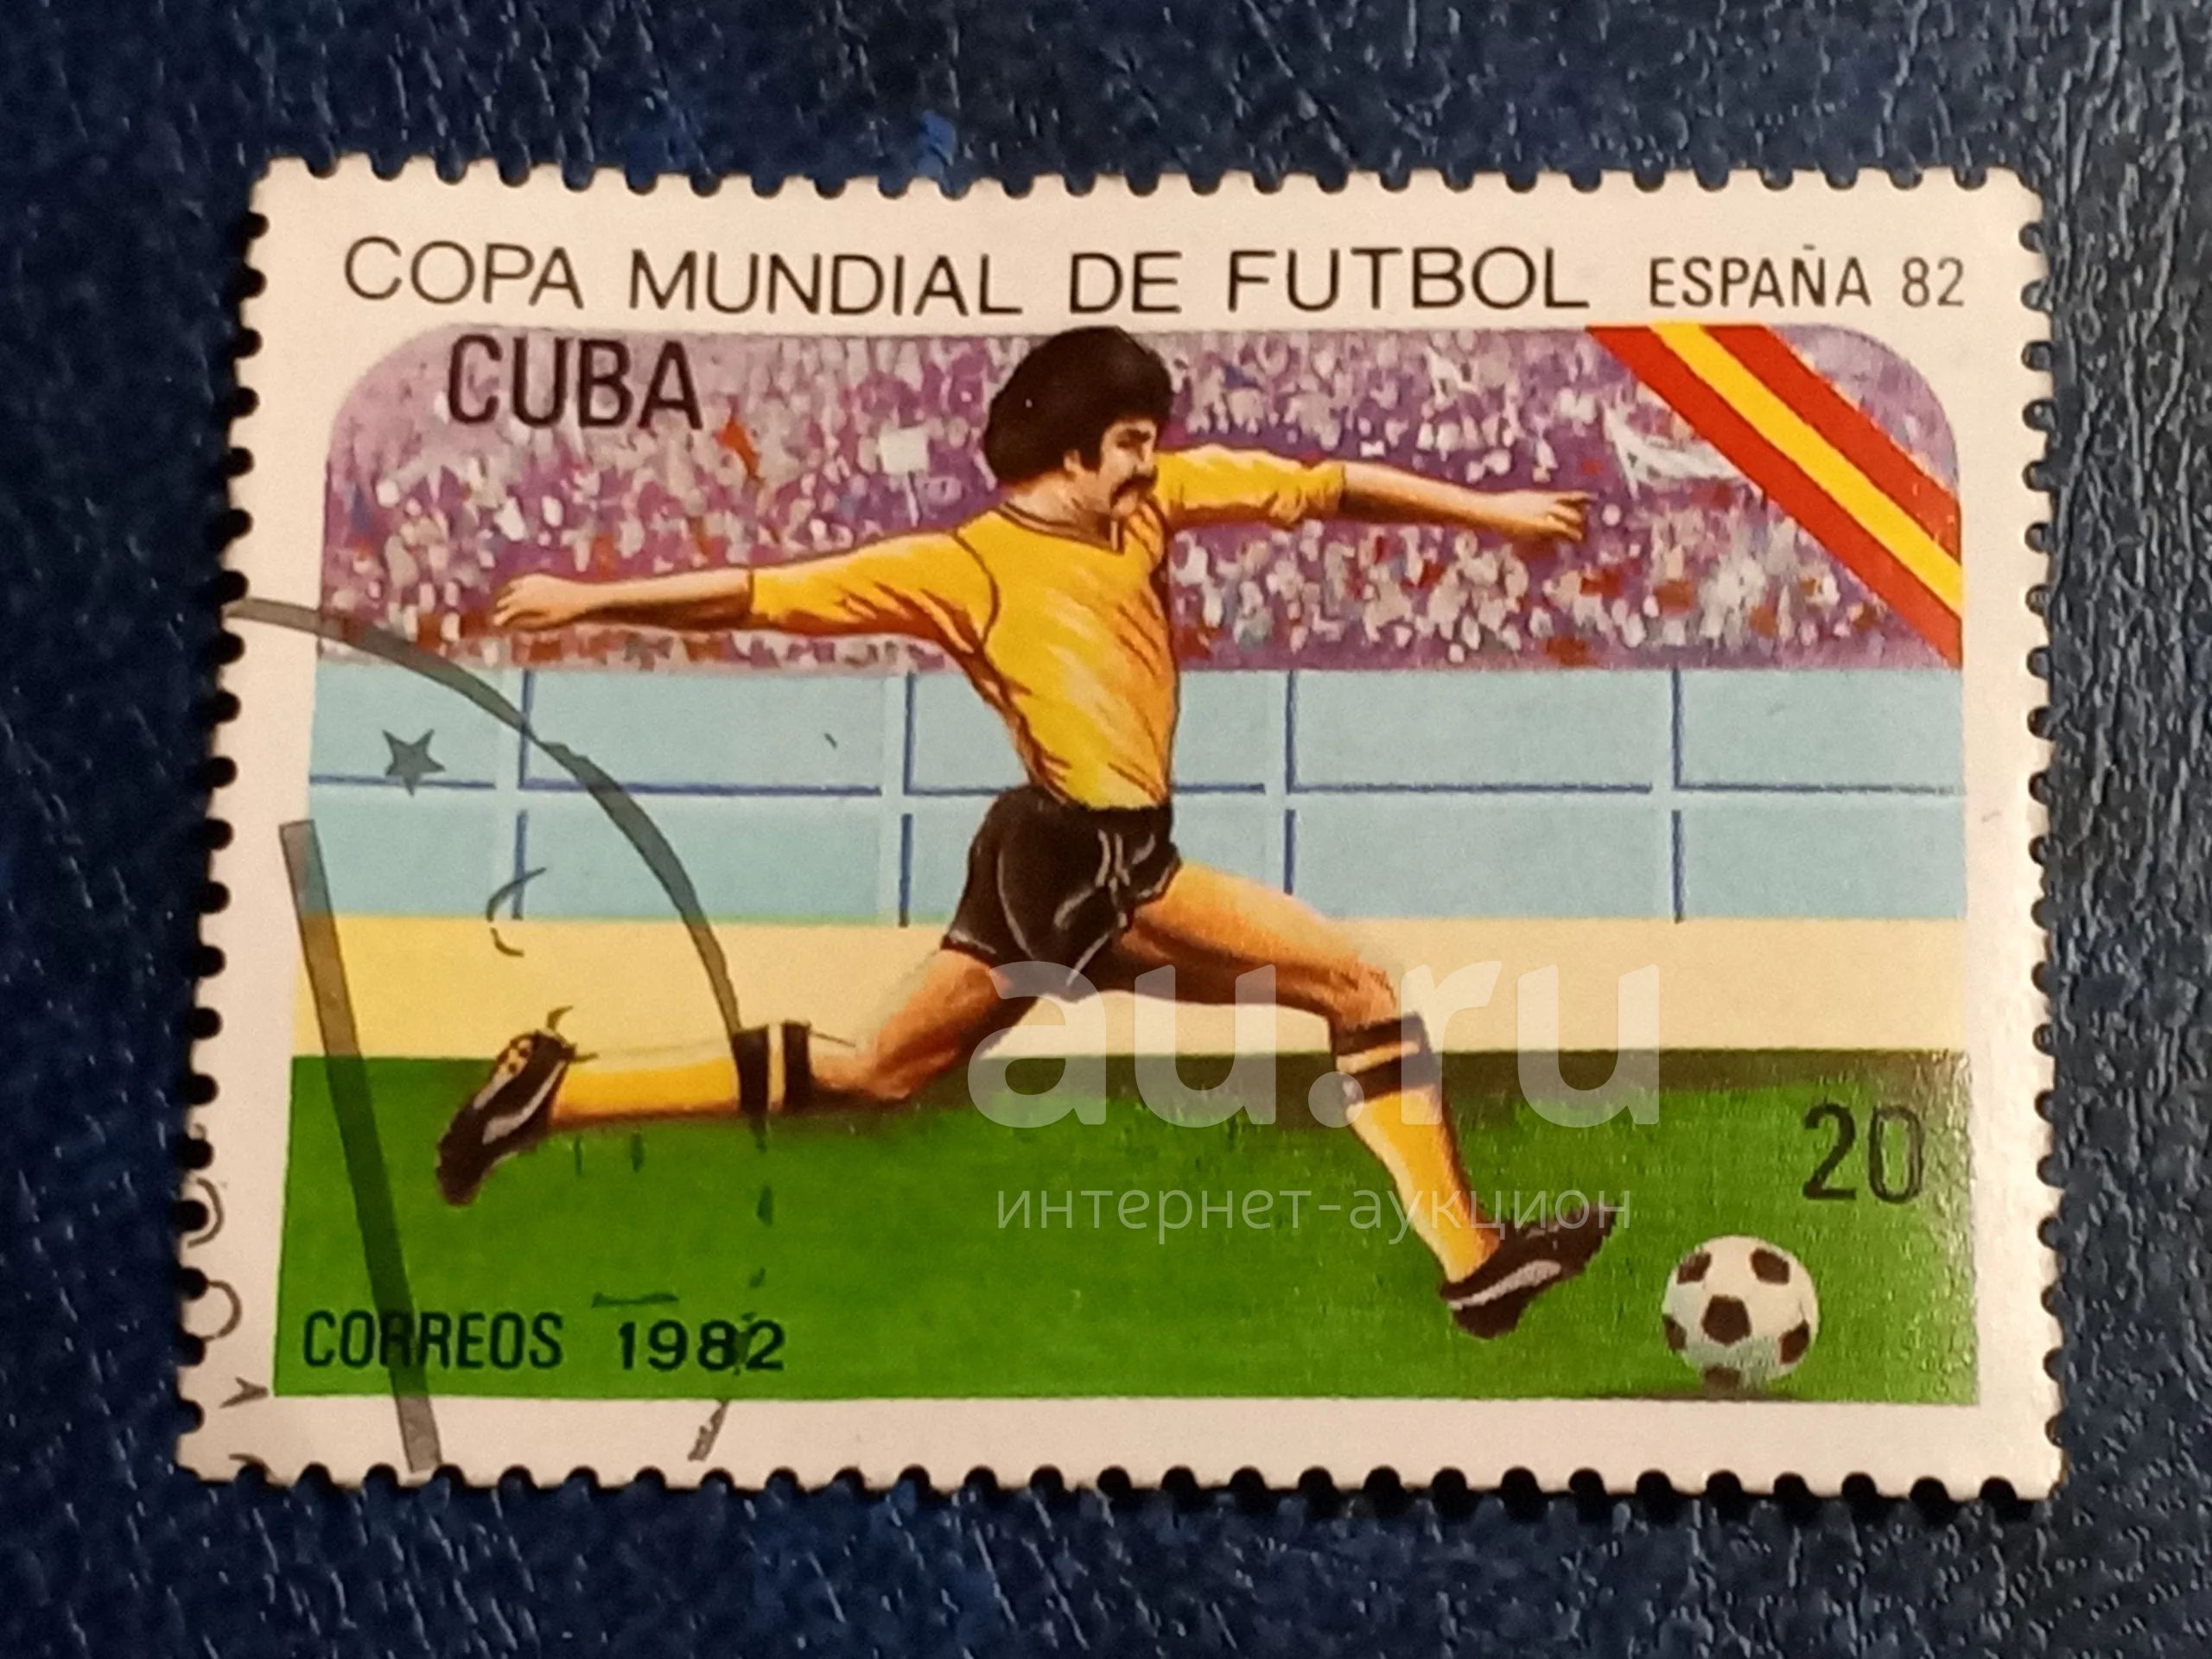 COPA MUNDIAL DE FUTBOL ESPAÑA 82
CUBA
au.ru
интернет-аукцион
20
CORREOS 1982